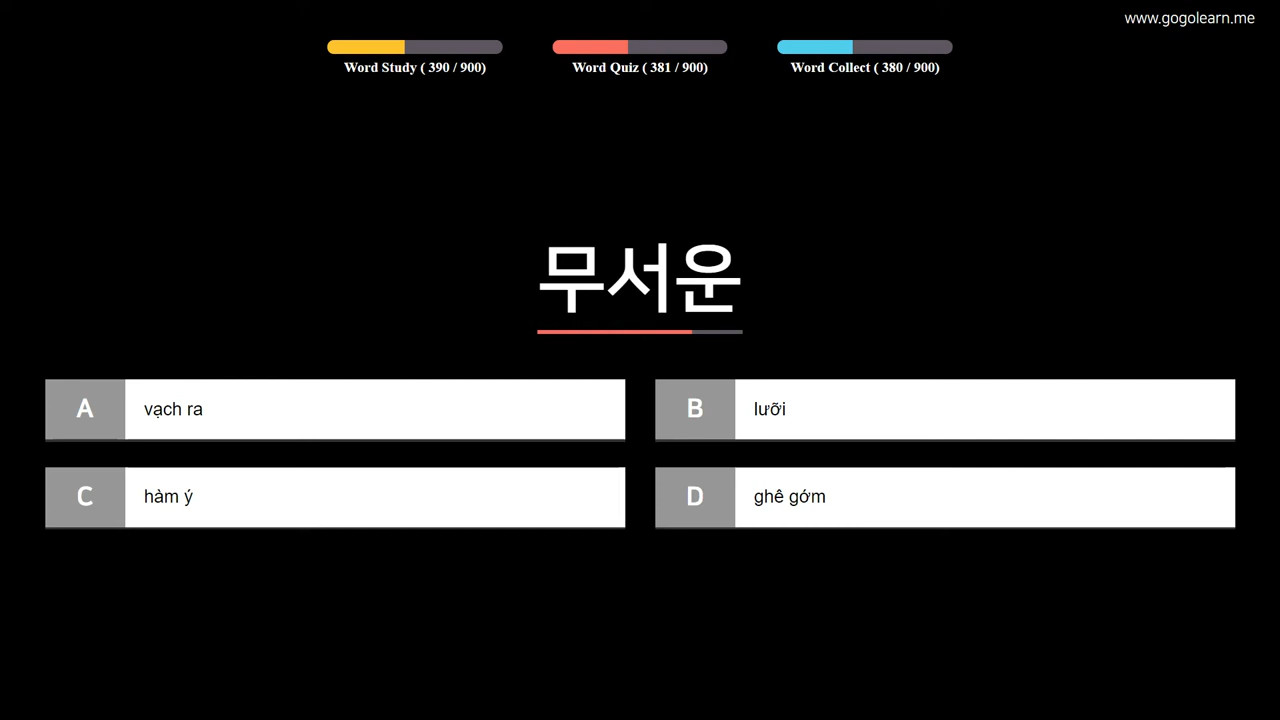 www.gogolearn.me
Word Study ( 390 / 900)
Word Quiz ( 381 / 900)
Word Collect ( 380 / 900)
무서운
A vạch ra
B lưỡi
C hàm ý
D ghê gớm